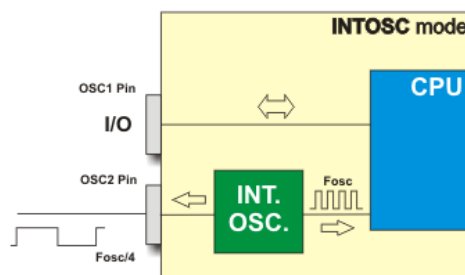 INTOSC mode
OSC1 Pin
I/O
CPU
OSC2 Pin
INT.
OSC.
Fosc
Fosc/4